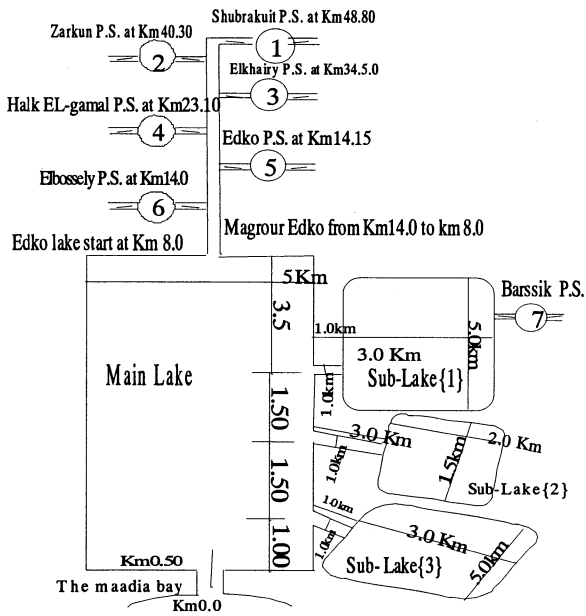 Shubrakuit P.S. at Km48.80
Zarkun P.S. at Km40.30
1
2
Elkhairy P.S. at Km34.5.0
3
Halk EL-gamal P.S. at Km23.10
4
Edko P.S. at Km14.15
5
Elbossely P.S. at Km14.0
6
Magrour Edko from Km14.0 to km8.0
Edko lake start at Km 8.0
5Km
3.5
Barssik P.S.
7
1.0km
5.0km
3.0 Km
Main Lake
Sub-Lake{1}
1.0km
1.50
3.0 Km
2.0 Km
1.0km
1.5km
Sub-Lake{2}
1.50
1.0km
3.0 Km
1.00
1.0km
Sub-Lake{3}
5.0km
Km0.50
The maadia bay
Km0.0